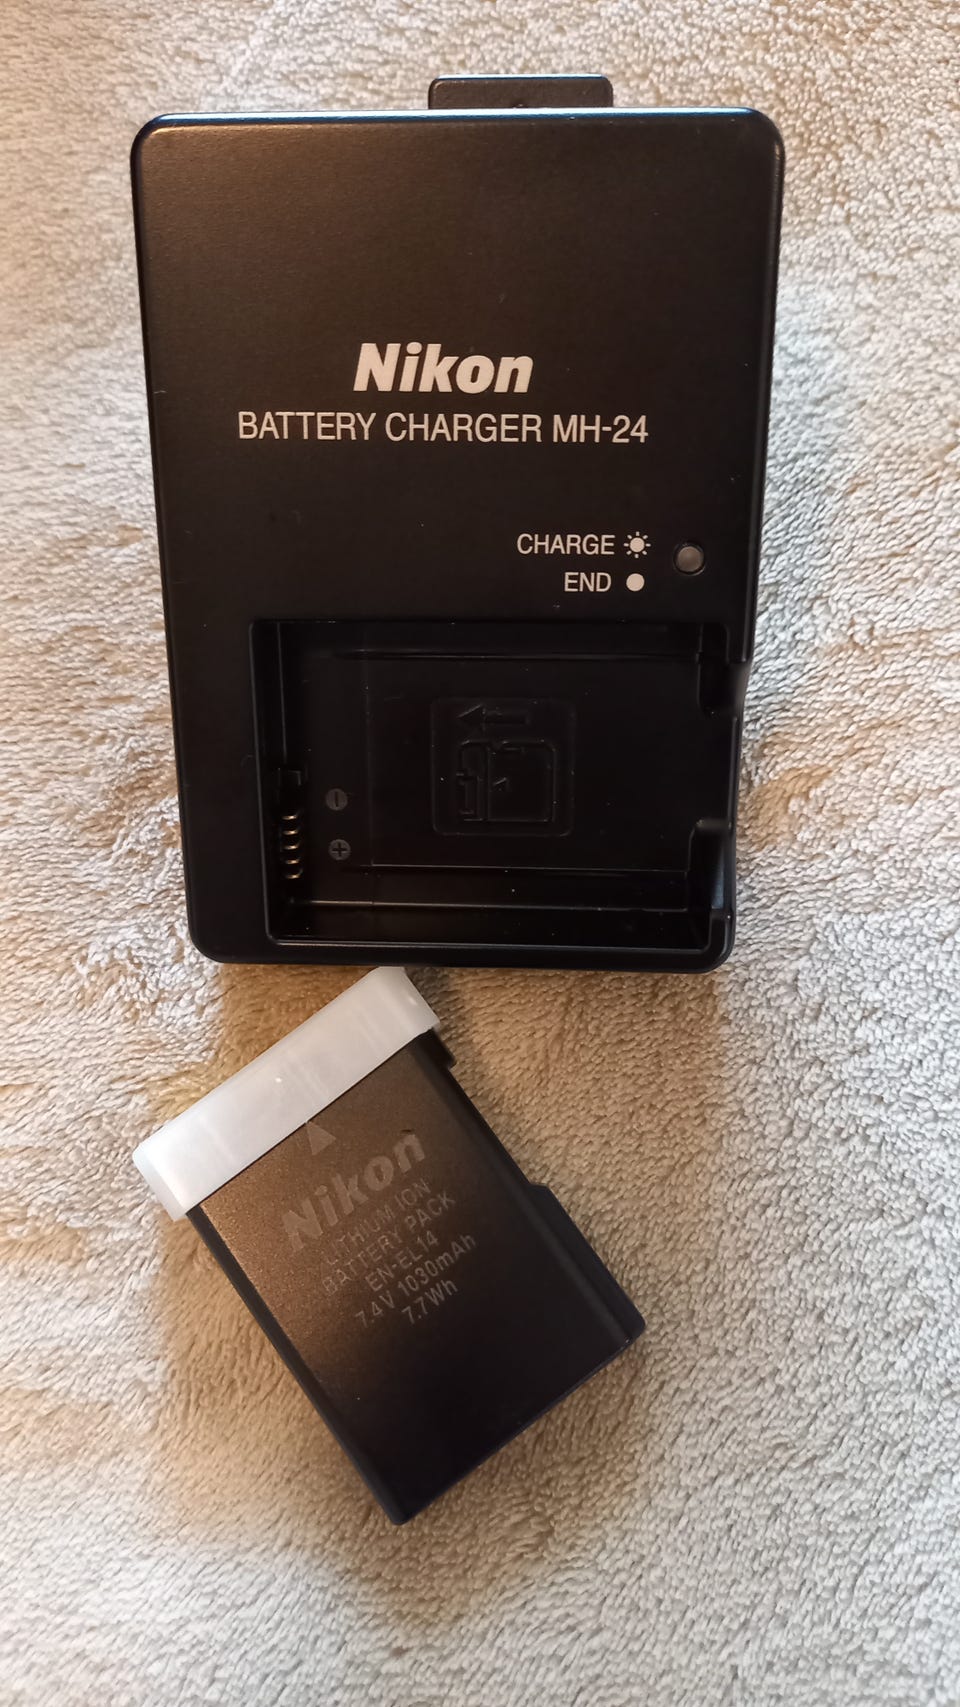 Nikon
BATTERY CHARGER MH-24
CHARGE
END
−
+
Nikon
LITHIUM ION
BATTERY PACK
EN-EL14
7.4V 1030mAh
7.7Wh